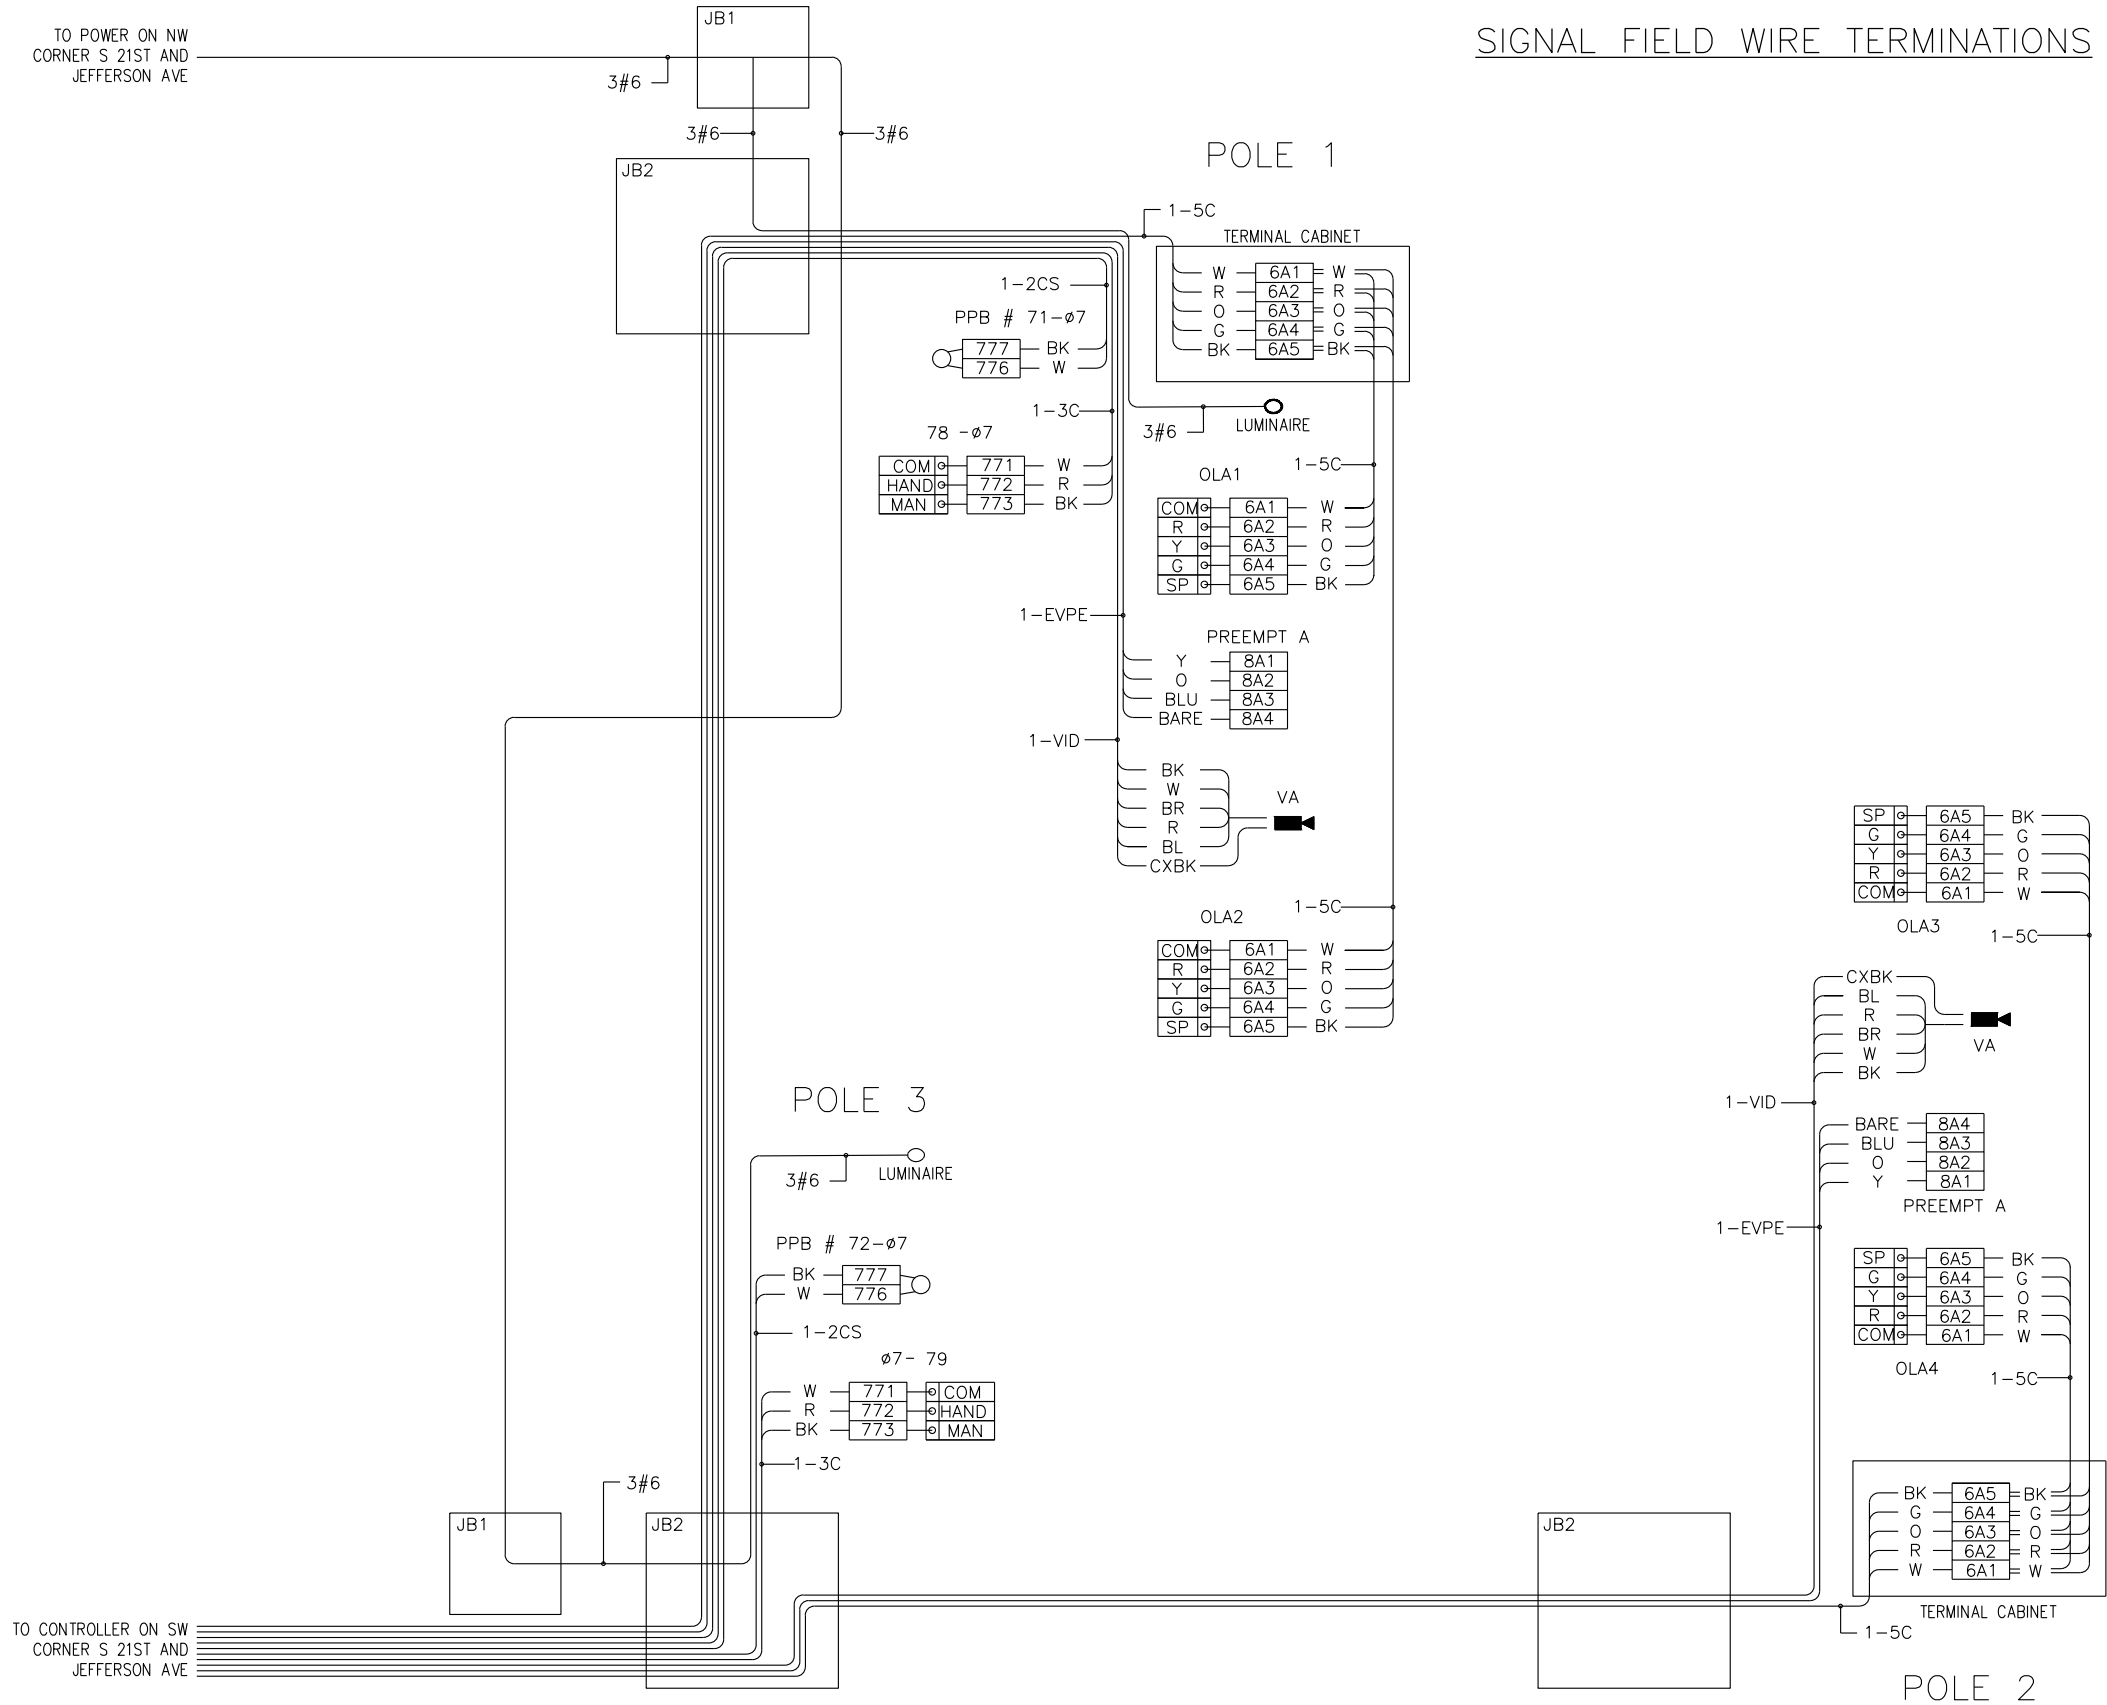 SIGNAL FIELD WIRE TERMINATIONS
TO POWER ON NW
CORNER S 21ST AND
JEFFERSON AVE
3#6
JB1
3#6
3#6
JB2
POLE 1
1-5C
TERMINAL CABINET
W 6A1 W
R 6A2 R
O 6A3 O
G 6A4 G
BK 6A5 BK
1-2CS
PPB # 71-ø7
777 BK
776 W
1-3C
3#6
LUMINAIRE
78 -ø7
COM 771 W
HAND 772 R
MAN 773 BK
1-5C
OLA1
COM 6A1 W
R 6A2 R
Y 6A3 O
G 6A4 G
SP 6A5 BK
1-EVPE
PREEMPT A
Y 8A1
O 8A2
BLU 8A3
BARE 8A4
1-VID
BK
W
BR
R
BL
CXBK
VA
1-5C
OLA2
COM 6A1 W
R 6A2 R
Y 6A3 O
G 6A4 G
SP 6A5 BK
SP 6A5 BK
G 6A4 G
Y 6A3 O
R 6A2 R
COM 6A1 W
OLA3
1-5C
CXBK
BL
R
BR
W
BK
VA
1-VID
BARE 8A4
BLU 8A3
O 8A2
Y 8A1
PREEMPT A
1-EVPE
SP 6A5 BK
G 6A4 G
Y 6A3 O
R 6A2 R
COM 6A1 W
OLA4
1-5C
BK 6A5 BK
G 6A4 G
O 6A3 O
R 6A2 R
W 6A1 W
TERMINAL CABINET
1-5C
POLE 2
JB2
POLE 3
3#6
LUMINAIRE
PPB # 72-ø7
BK 777
W 776
1-2CS
ø7- 79
W 771 COM
R 772 HAND
BK 773 MAN
1-3C
3#6
JB1
JB2
TO CONTROLLER ON SW
CORNER S 21ST AND
JEFFERSON AVE